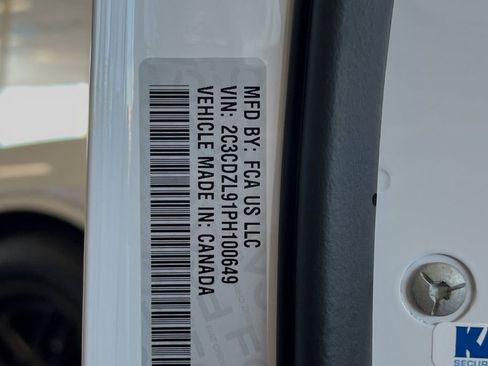 MFD BY: FCA US LLC
VIN: 2C3CDZL91PH100649
VEHICLE MADE IN: CANADA